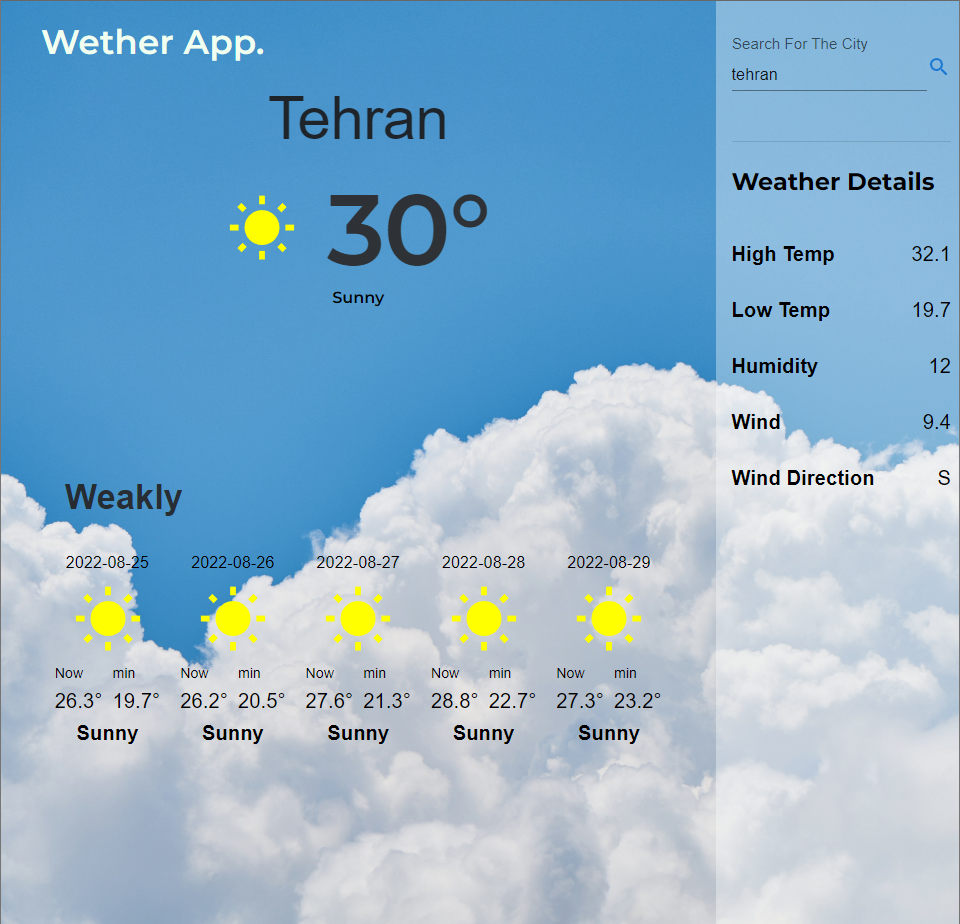 Wether App.
Tehran
30°
Sunny
Weakly
2022-08-25 2022-08-26 2022-08-27 2022-08-28 2022-08-29
Now min Now min Now min Now min Now min
26.3° 19.7° 26.2° 20.5° 27.6° 21.3° 28.8° 22.7° 27.3° 23.2°
Sunny Sunny Sunny Sunny Sunny
Search For The City
tehran
Weather Details
High Temp 32.1
Low Temp 19.7
Humidity 12
Wind 9.4
Wind Direction S